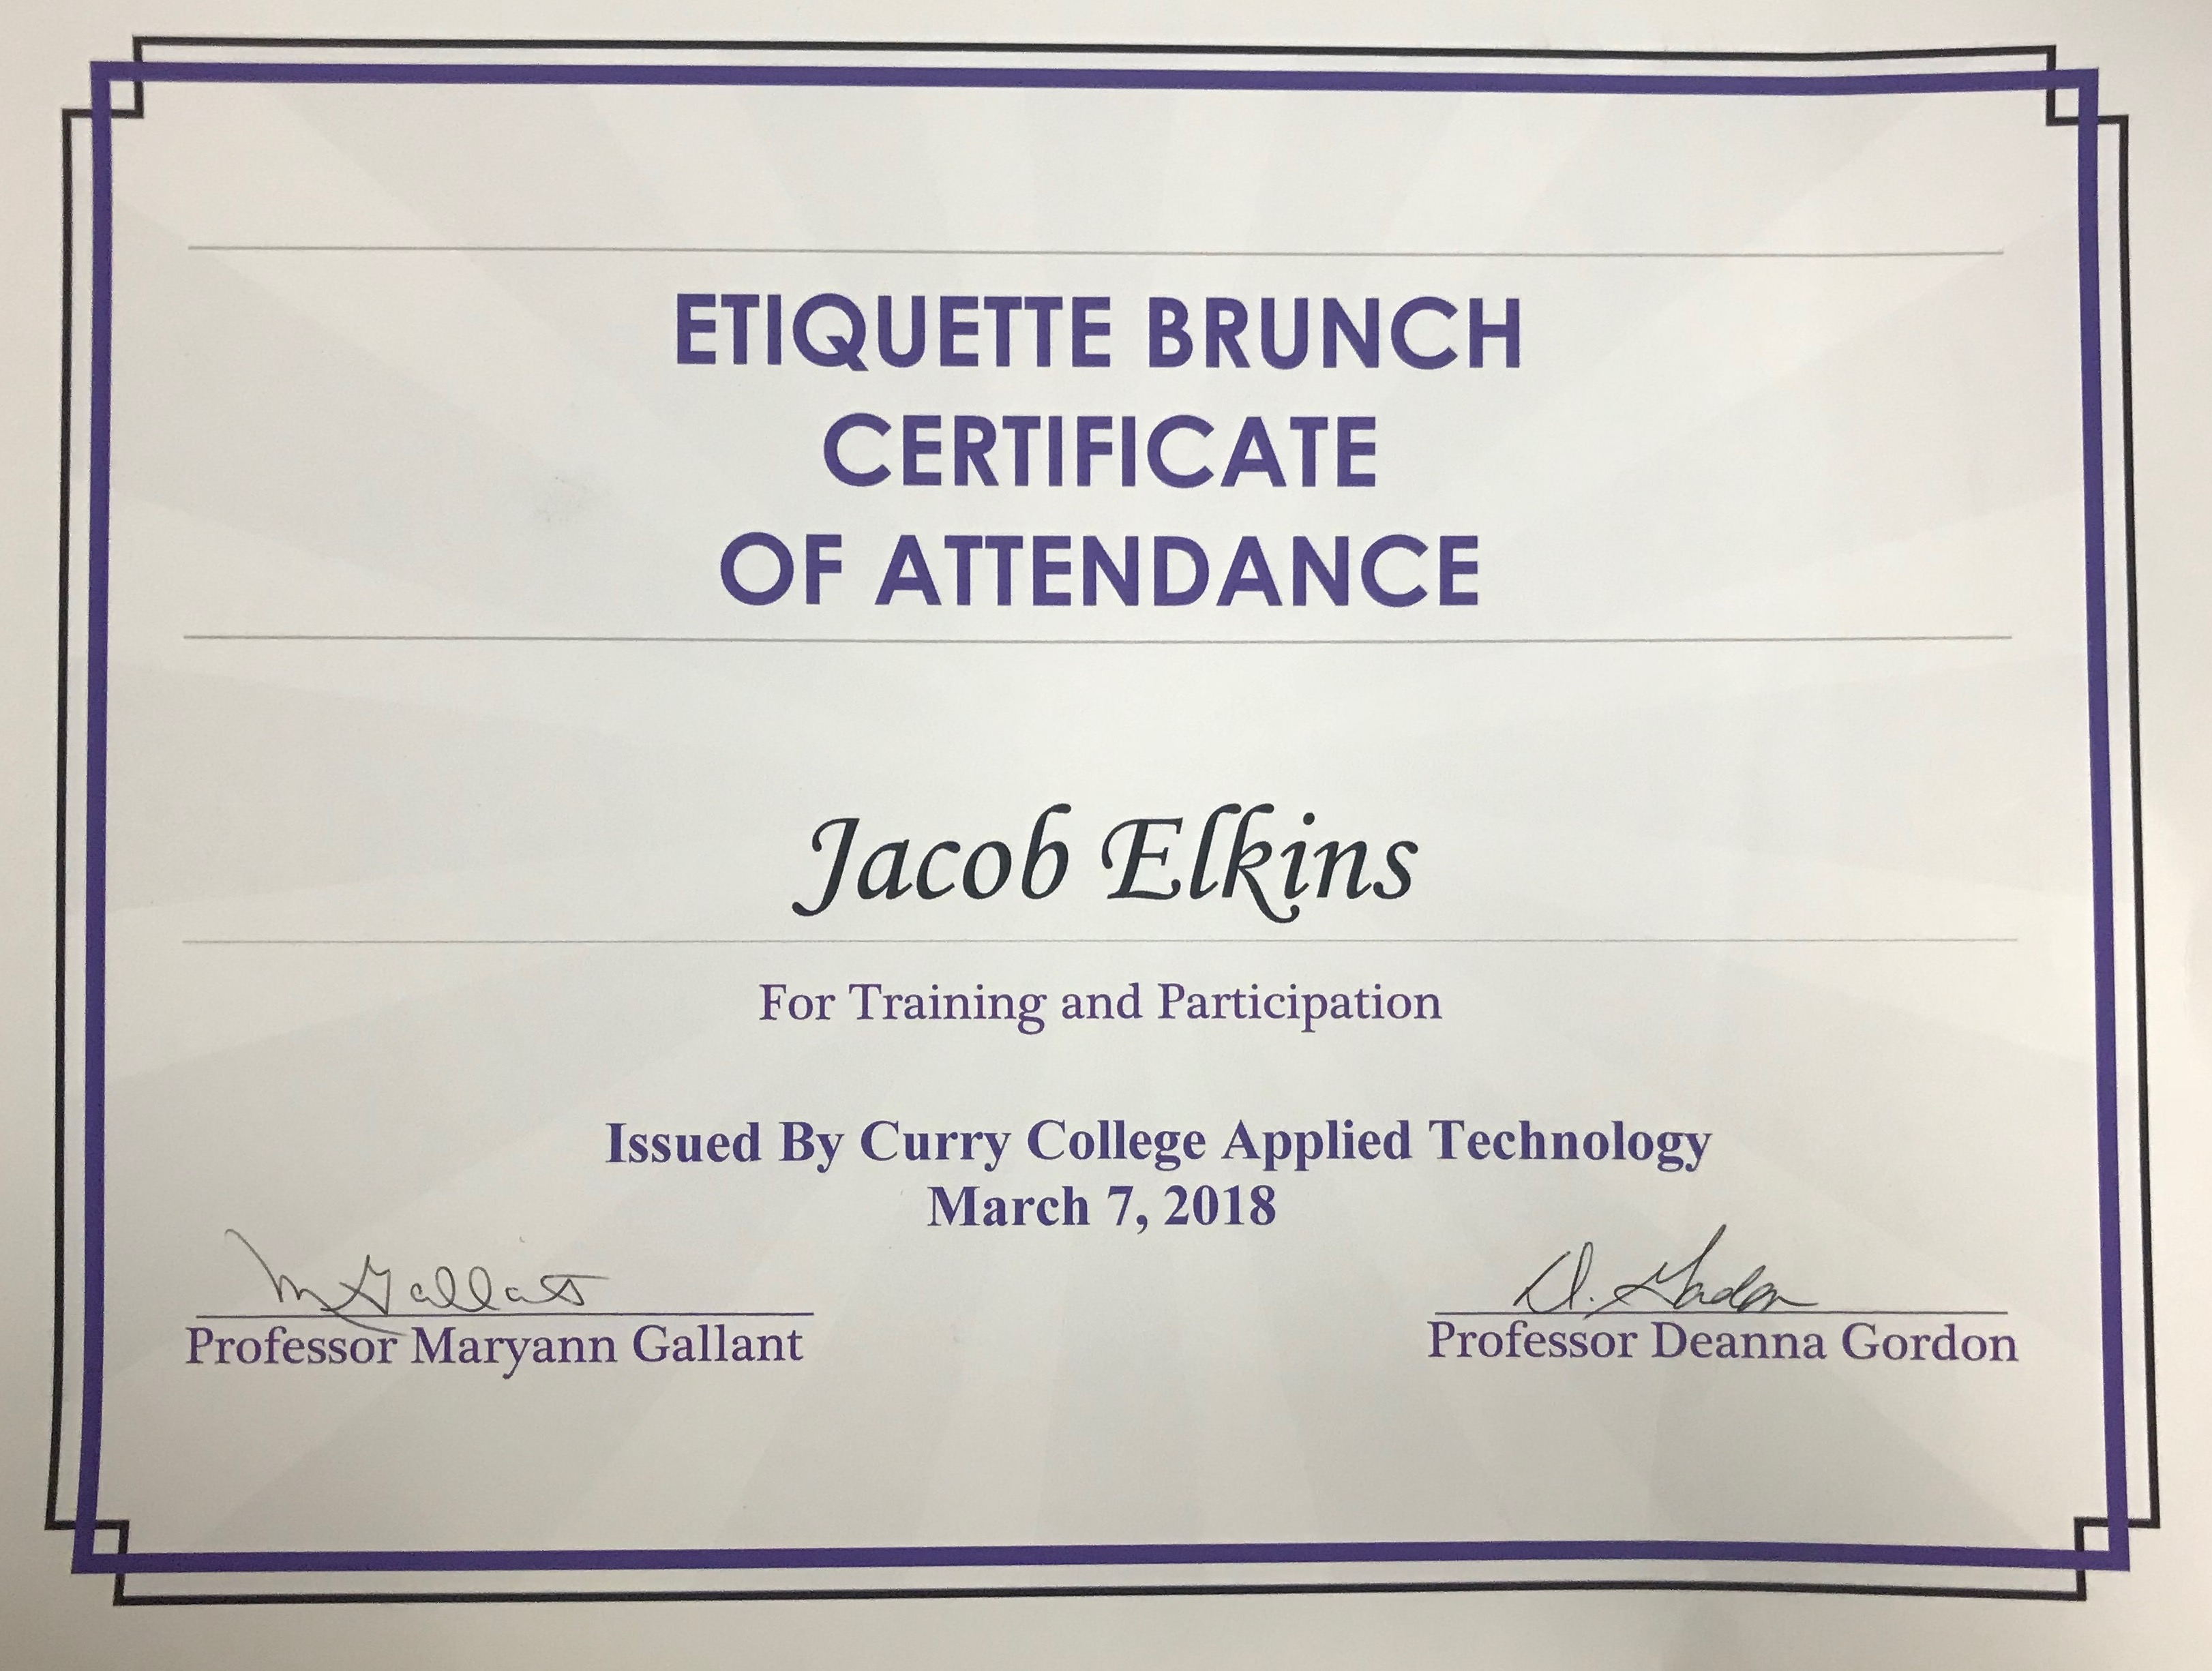 ETIQUETTE BRUNCH
CERTIFICATE
OF ATTENDANCE
Jacob Elkins
For Training and Participation
Issued By Curry College Applied Technology
March 7, 2018
M Gallant
D. Gordon
Professor Maryann Gallant
Professor Deanna Gordon